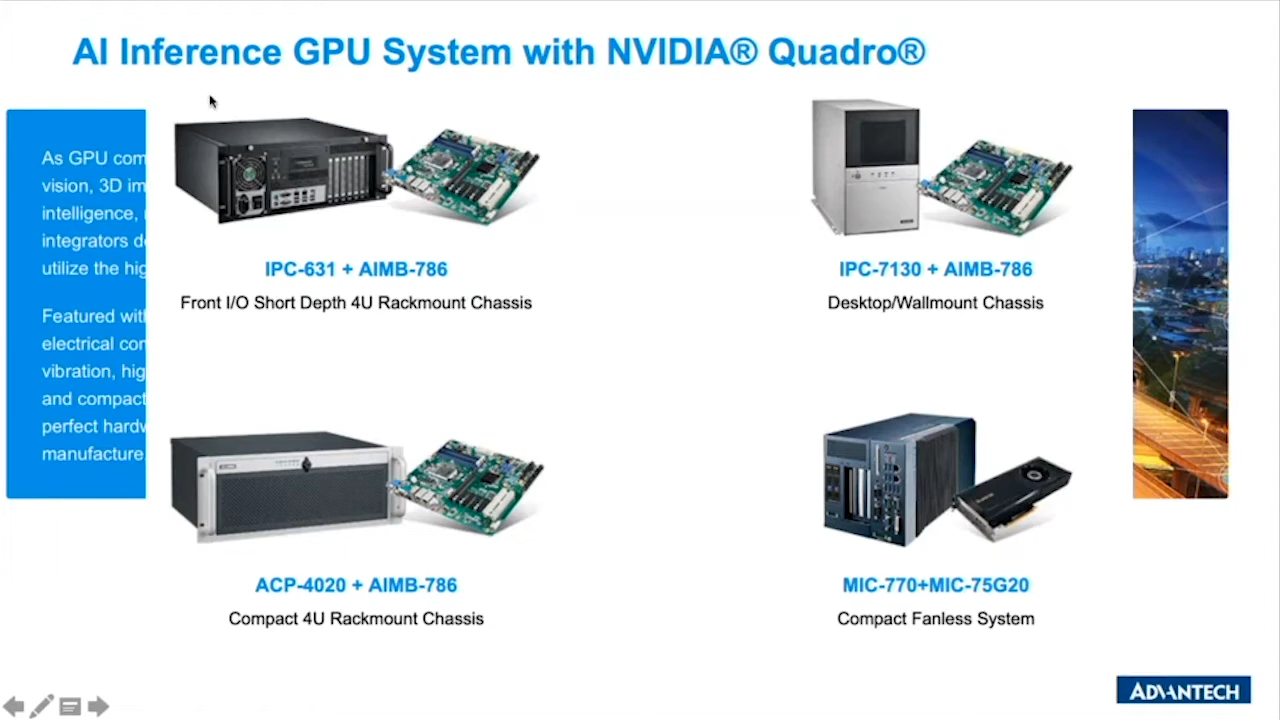 AI Inference GPU System with NVIDIA® Quadro®
As GPU com
vision, 3D im
intelligence,
integrators d
utilize the hig
Featured with
electrical con
vibration, hig
and compact
perfect hardw
manufacture
IPC-631 + AIMB-786
Front I/O Short Depth 4U Rackmount Chassis
IPC-7130 + AIMB-786
Desktop/Wallmount Chassis
ACP-4020 + AIMB-786
Compact 4U Rackmount Chassis
MIC-770+MIC-75G20
Compact Fanless System
ADVANTECH